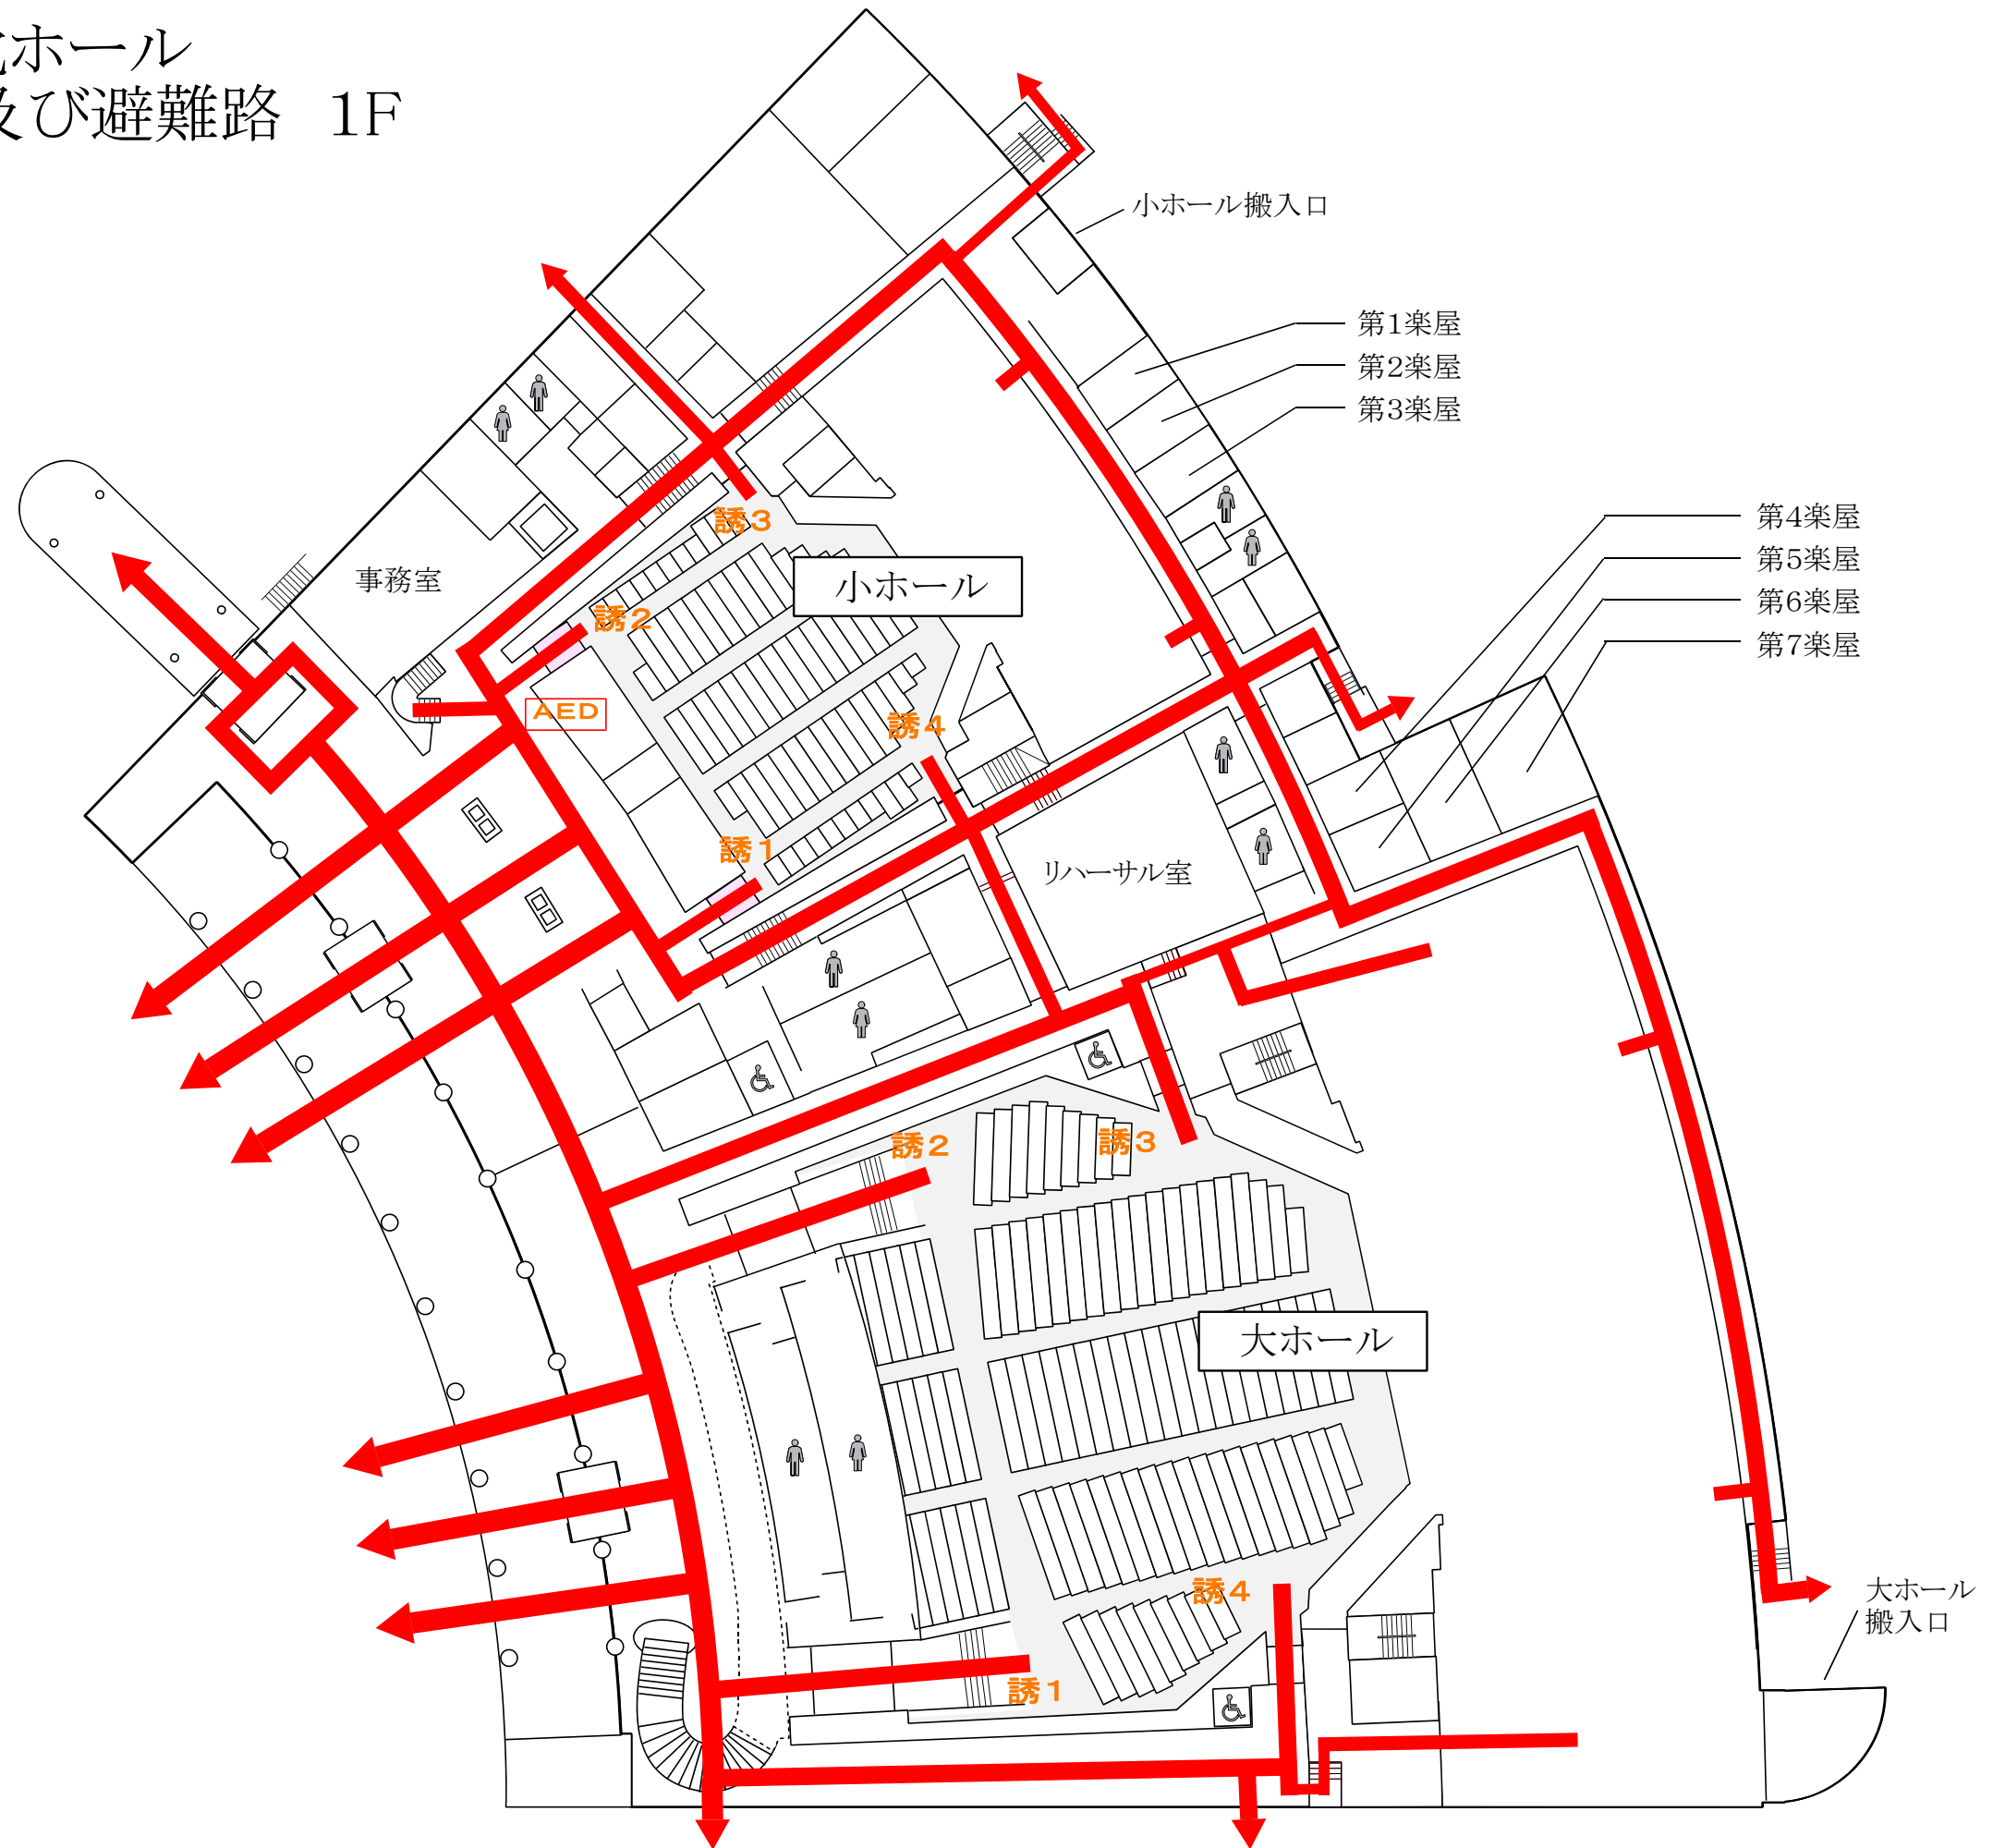 ホール
及び避難路 1F
小ホール搬入口
第1楽屋
第2楽屋
第3楽屋
第4楽屋
第5楽屋
第6楽屋
第7楽屋
誘3
事務室
小ホール
誘2
AED
誘4
誘1
リハーサル室
誘2
誘3
大ホール
誘4
大ホール
搬入口
誘1